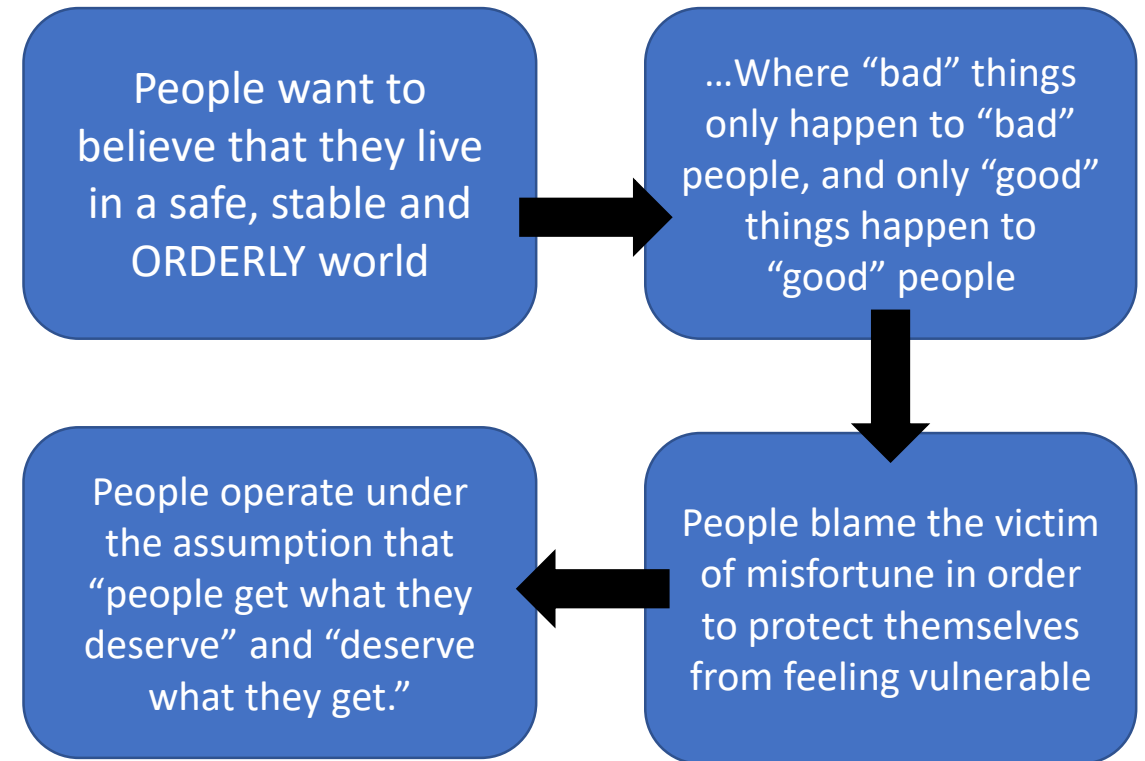 People want to
believe that they live
in a safe, stable and
ORDERLY world
…Where “bad” things
only happen to “bad”
people, and only “good”
things happen to
“good” people
People blame the victim
of misfortune in order
to protect themselves
from feeling vulnerable
People operate under
the assumption that
“people get what they
deserve” and “deserve
what they get.”